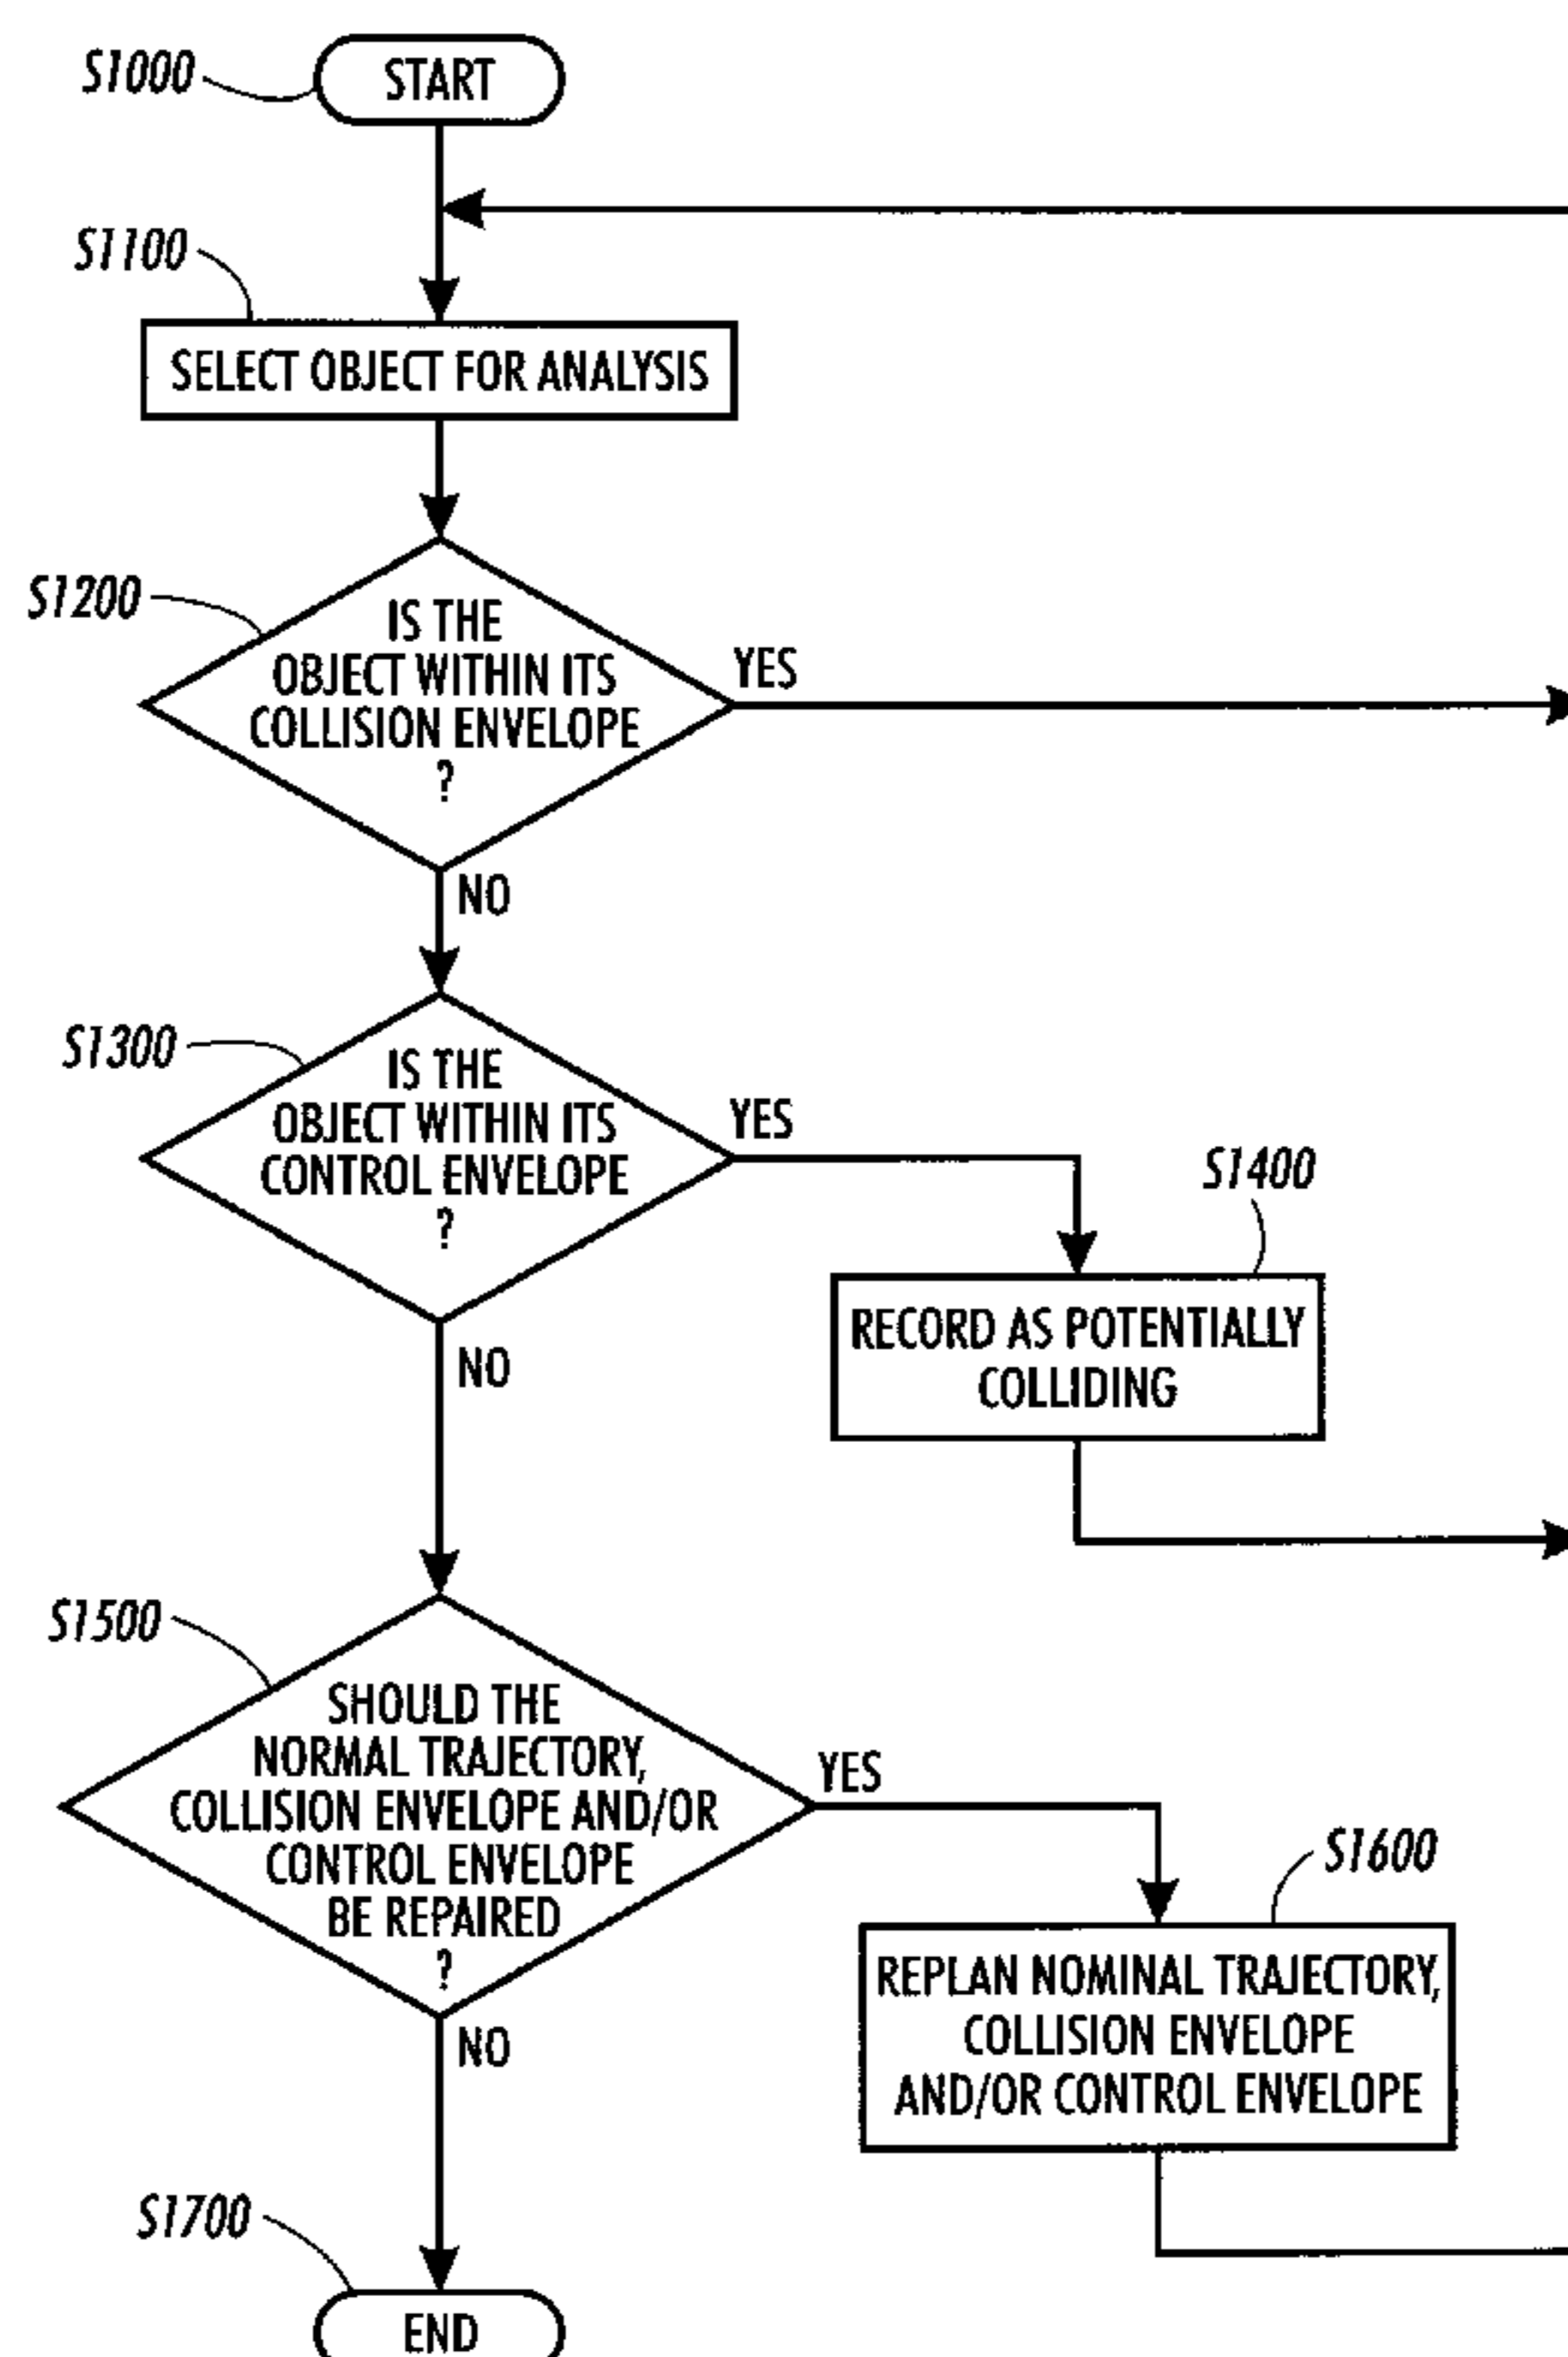 S1000
START
S1100
SELECT OBJECT FOR ANALYSIS
S1200
IS THE
OBJECT WITHIN ITS
COLLISION ENVELOPE
?
YES
NO
S1300
IS THE
OBJECT WITHIN ITS
CONTROL ENVELOPE
?
YES
S1400
RECORD AS POTENTIALLY
COLLIDING
NO
S1500
SHOULD THE
NORMAL TRAJECTORY,
COLLISION ENVELOPE AND/OR
CONTROL ENVELOPE
BE REPAIRED
?
YES
S1600
REPLAN NOMINAL TRAJECTORY,
COLLISION ENVELOPE
AND/OR CONTROL ENVELOPE
NO
S1700
END